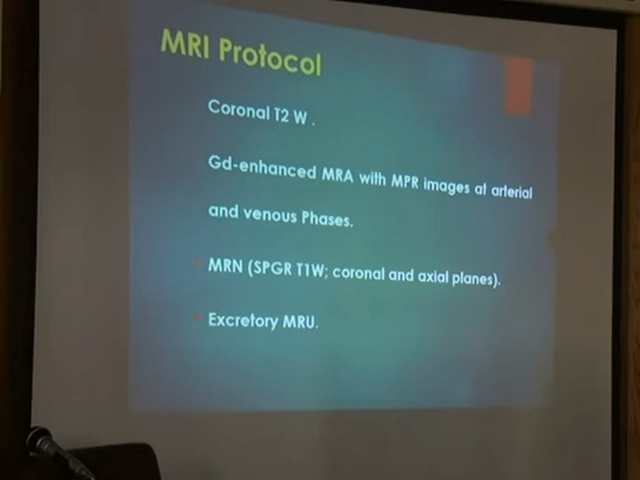 MRI Protocol
Coronal T2 W .
Gd-enhanced MRA with MPR images at arterial
and venous Phases.
MRN (SPGR T1W; coronal and axial planes).
Excretory MRU.